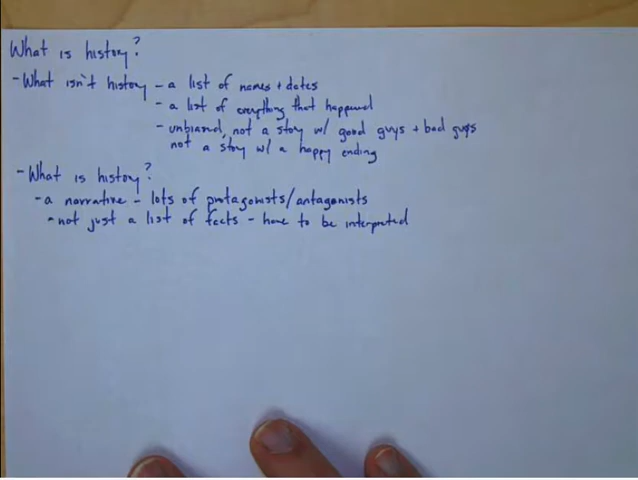 What is history?
- What isn't history - a list of names + dates
- a list of everything that happened
- unbiased, not a story w/ good guys + bad guys
not a story w/ a happy ending
- What is history?
- a narrative - lots of protagonists/antagonists
- not just a list of facts - have to be interpreted